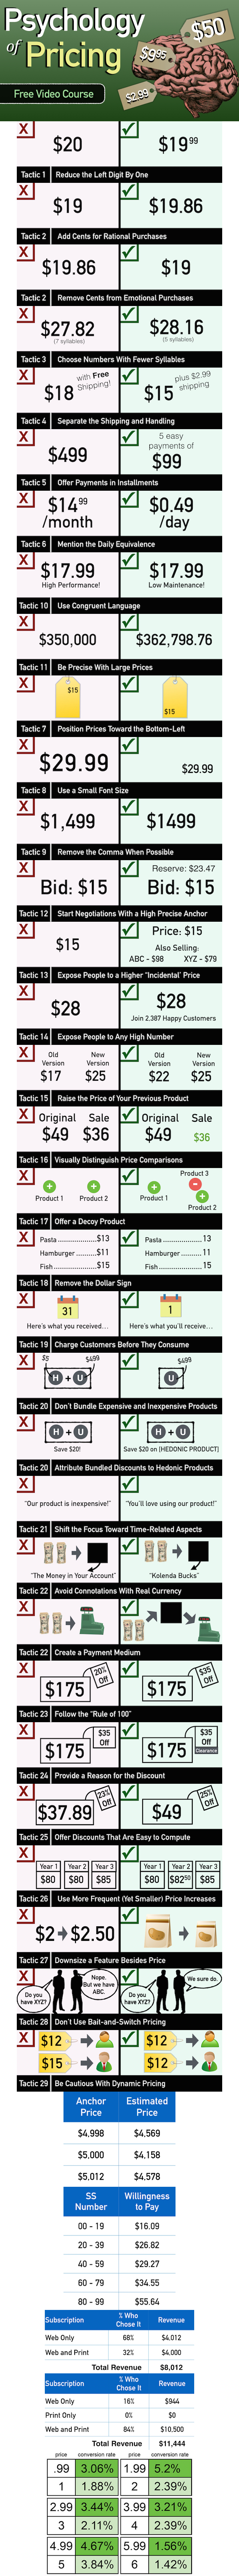 Psychology
of Pricing
$50
$9.95
$2.99
Free Video Course
X
$20
$19.99
Tactic 1 Reduce the Left Digit By One
X
$19
$19.86
Tactic 2 Add Cents for Rational Purchases
X
$19.86
$19
Tactic 2 Remove Cents from Emotional Purchases
X
$27.82
(7 syllables)
$28.16
(5 syllables)
Tactic 3 Choose Numbers With Fewer Syllables
X
$18 with Free Shipping!
$15 plus $2.99 shipping
Tactic 4 Separate the Shipping and Handling
X
$499
5 easy
payments of
$99
Tactic 5 Offer Payments in Installments
X
$14.99
/month
$0.49
/day
Tactic 6 Mention the Daily Equivalence
X
$17.99
High Performance!
$17.99
Low Maintenance!
Tactic 10 Use Congruent Language
X
$350,000
$362,798.76
Tactic 11 Be Precise With Large Prices
X
$15
$15
Tactic 7 Position Prices Toward the Bottom-Left
X
$29.99
$29.99
Tactic 8 Use a Small Font Size
X
$1,499
$1499
Tactic 9 Remove the Comma When Possible
X
Bid: $15
Reserve: $23.47
Bid: $15
Tactic 12 Start Negotiations With a High Precise Anchor
X
$15
Price: $15
Also Selling:
ABC - $98 XYZ - $79
Tactic 13 Expose People to a Higher "Incidental" Price
X
$28
$28
Join 2,387 Happy Customers
Tactic 14 Expose People to Any High Number
X
Old Version New Version
$17 $25
Old Version New Version
$22 $25
Tactic 15 Raise the Price of Your Previous Product
X
Original Sale
$49 $36
Original Sale
$49 $36
Tactic 16 Visually Distinguish Price Comparisons
X
Product 1 Product 2
Product 1
Product 3
Product 2
Tactic 17 Offer a Decoy Product
X
Pasta ................ $13
Hamburger ......... $11
Fish ................... $15
Pasta ................ 13
Hamburger ......... 11
Fish ................... 15
Tactic 18 Remove the Dollar Sign
X
31
Here's what you received...
1
Here's what you'll receive...
Tactic 19 Charge Customers Before They Consume
X
$5 $499
H + U
$499
U
Tactic 20 Don't Bundle Expensive and Inexpensive Products
X
H + U
Save $20!
H + U
Save $20 on [HEDONIC PRODUCT]
Tactic 20 Attribute Bundled Discounts to Hedonic Products
X
"Our product is inexpensive!"
"You'll love using our product!"
Tactic 21 Shift the Focus Toward Time-Related Aspects
X
"The Money in Your Account"
"Kolenda Bucks"
Tactic 22 Avoid Connotations With Real Currency
X
Tactic 22 Create a Payment Medium
X
$175 20% Off
$175 $35 Off
Tactic 23 Follow the "Rule of 100"
X
$175 $35 Off
$175 $35 Off Clearance
Tactic 24 Provide a Reason for the Discount
X
$37.89 23% Off
$49 25% Off
Tactic 25 Offer Discounts That Are Easy to Compute
X
Year 1 Year 2 Year 3
$80 $80 $85
Year 1 Year 2 Year 3
$80 $82.50 $85
Tactic 26 Use More Frequent (Yet Smaller) Price Increases
X
$2 $2.50
Tactic 27 Downsize a Feature Besides Price
X
Do you have XYZ?
Nope. But we have ABC.
Do you have XYZ?
We sure do.
Tactic 28 Don't Use Bait-and-Switch Pricing
X
$12
$15
$12
$12
Tactic 29 Be Cautious With Dynamic Pricing
Anchor Price Estimated Price
$4,998 $4,569
$5,000 $4,158
$5,012 $4,578
SS Number Willingness to Pay
00 - 19 $16.09
20 - 39 $26.82
40 - 59 $29.27
60 - 79 $34.55
80 - 99 $55.64
Subscription % Who Chose It Revenue
Web Only 68% $4,012
Web and Print 32% $4,000
Total Revenue $8,012
Subscription % Who Chose It Revenue
Web Only 16% $944
Print Only 0% $0
Web and Print 84% $10,500
Total Revenue $11,444
price conversion rate price conversion rate
.99 3.06% 1.99 5.2%
1 1.88% 2 2.39%
2.99 3.44% 3.99 3.21%
3 2.11% 4 2.39%
4.99 4.67% 5.99 1.56%
5 3.84% 6 1.42%